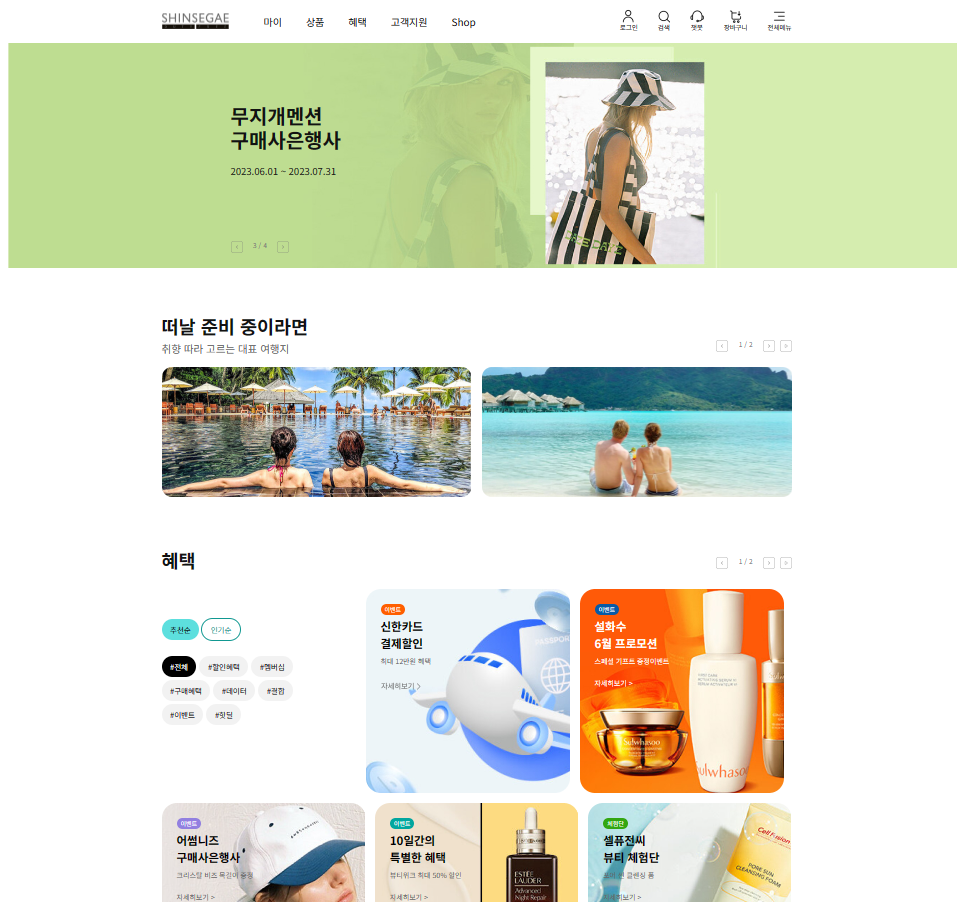 SHINSEGAE
마이
상품
혜택
고객지원
Shop
로그인
검색
챗봇
장바구니
전체메뉴
무지개멘션
구매사은행사
2023.06.01 ~ 2023.07.31
3 / 4
떠날 준비 중이라면
취향 따라 고르는 대표 여행지
1 / 2
혜택
1 / 2
추천순
인기순
#전체
#할인혜택
#멤버십
#구매혜택
#데이터
#결합
#이벤트
#핫딜
이벤트
신한카드
결제할인
최대 12만원 혜택
자세히보기 >
PASSPORT
이벤트
설화수
6월 프로모션
스페셜 기프트 증정이벤트
자세히보기 >
Sulwhasoo
Sulwhasoo
이벤트
어썸니즈
구매사은행사
크리스탈 비즈 목걸이 증정
자세히보기 >
이벤트
10일간의
특별한 혜택
뷰티위크 최대 50% 할인
자세히보기 >
ESTĒE
LAUDER
Advanced
Night Repair
체험단
셀퓨전씨
뷰티 체험단
자세히보기 >
Cell Fusion
PORE SUN
CLEANSING FOAM